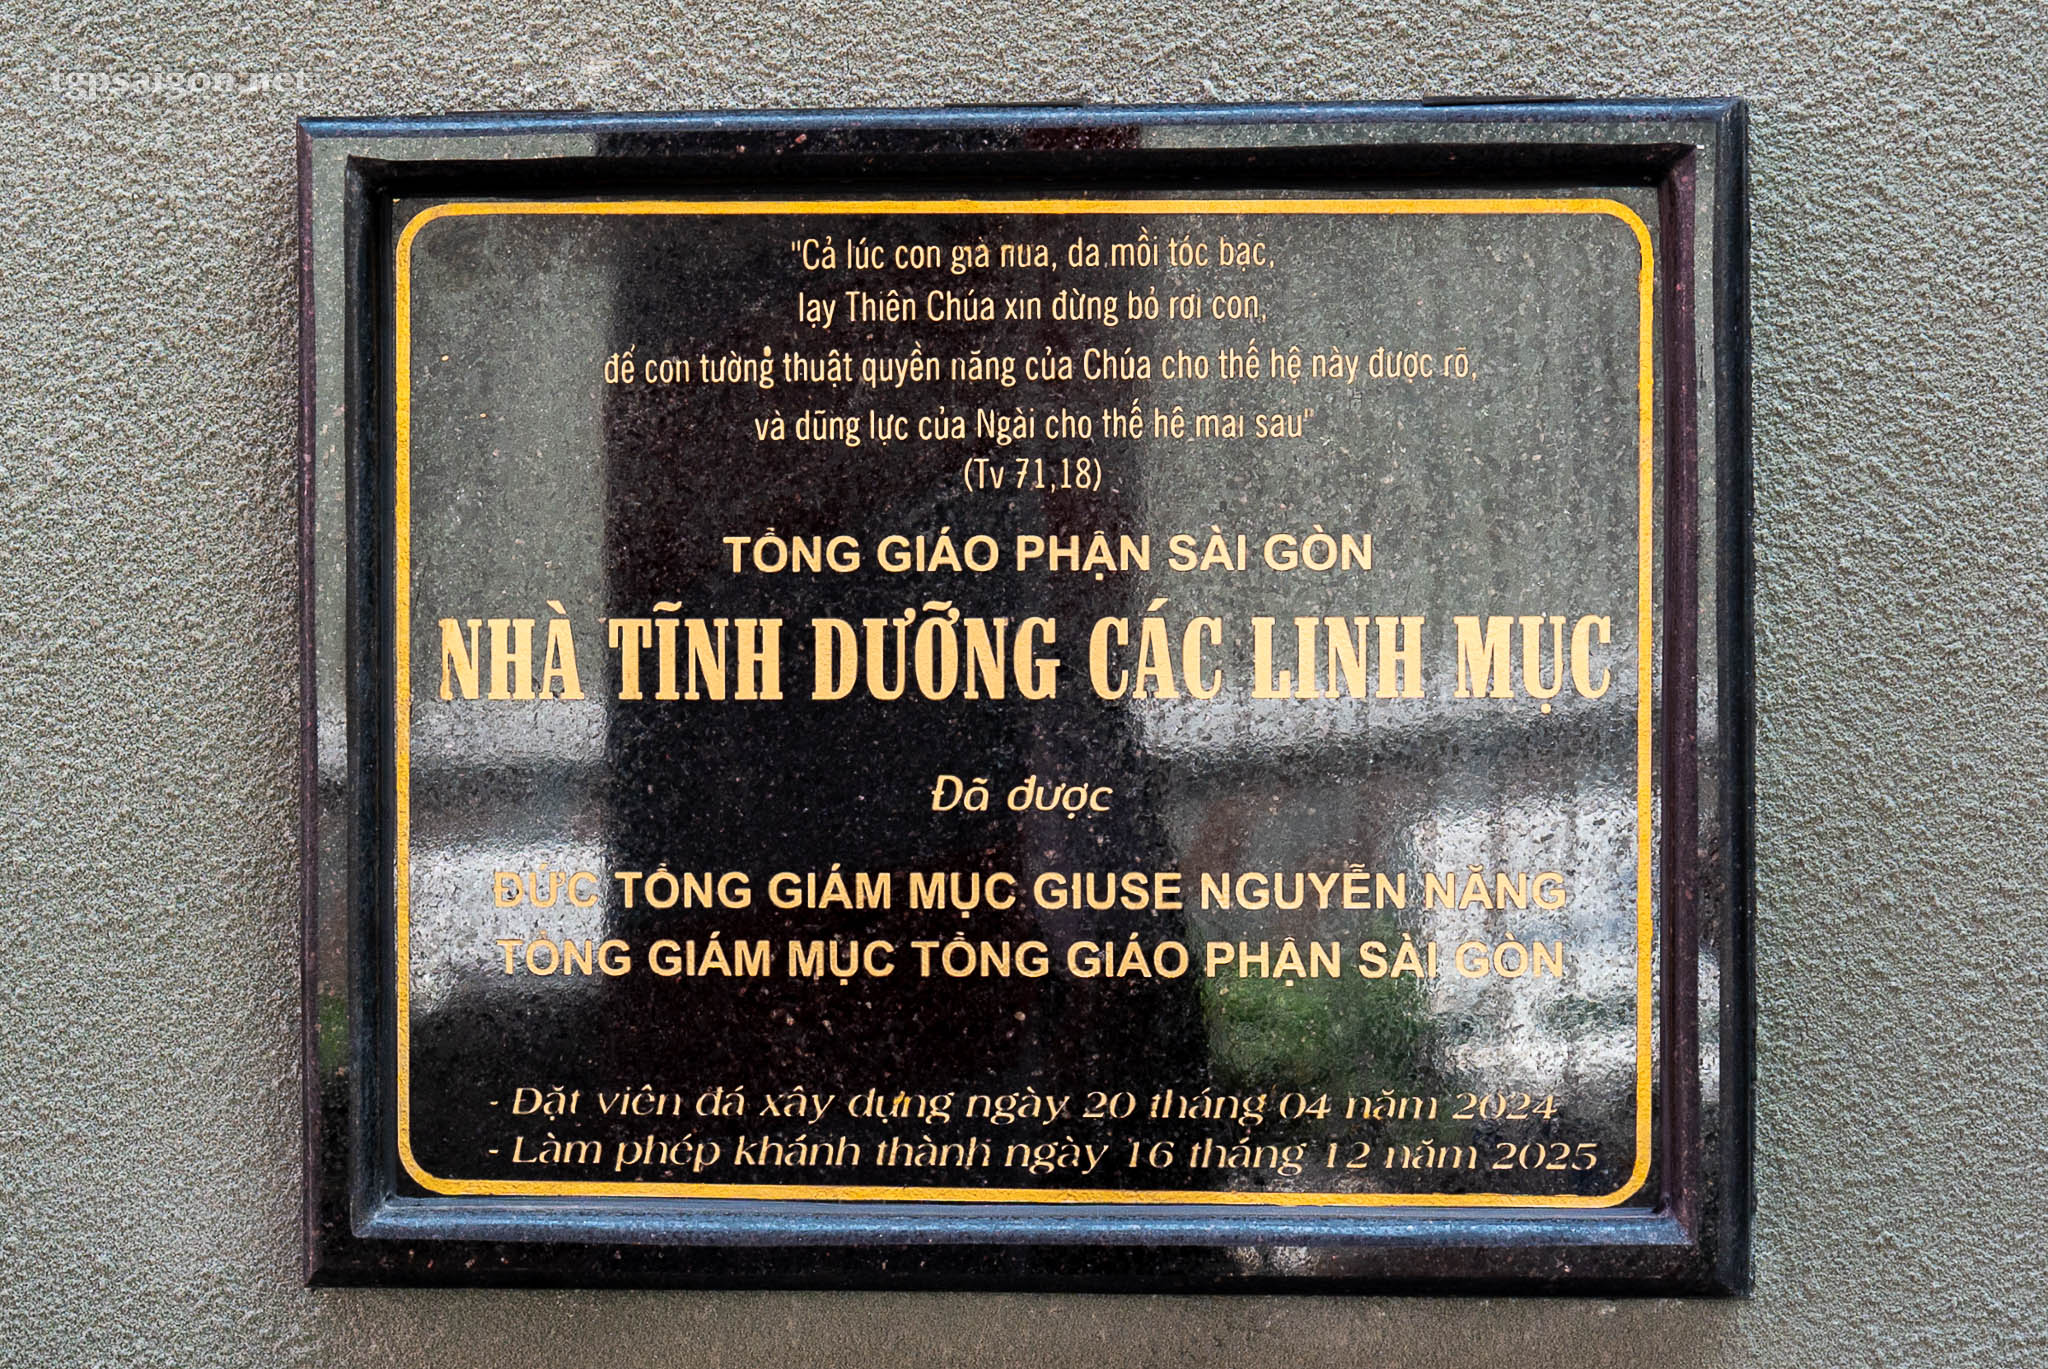 tgpsaigon.net
"Cả lúc con già nua, da mồi tóc bạc,
lạy Thiên Chúa xin đừng bỏ rơi con,
để con tường thuật quyền năng của Chúa cho thế hệ này được rõ,
và dũng lực của Ngài cho thế hệ mai sau"
(Tv 71,18)
TỔNG GIÁO PHẬN SÀI GÒN
NHÀ TĨNH DƯỠNG CÁC LINH MỤC
Đã được
ĐỨC TỔNG GIÁM MỤC GIUSE NGUYỄN NĂNG
TỔNG GIÁM MỤC TỔNG GIÁO PHẬN SÀI GÒN
- Đặt viên đá xây dựng ngày 20 tháng 04 năm 2024
- Làm phép khánh thành ngày 16 tháng 12 năm 2025